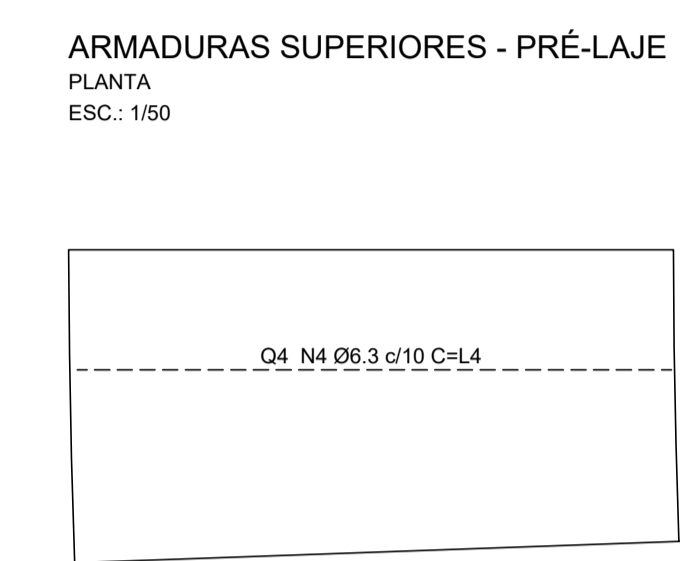 ARMADURAS SUPERIORES - PRÉ-LAJE
PLANTA
ESC.: 1/50
Q4 N4 Ø6.3 c/10 C=L4